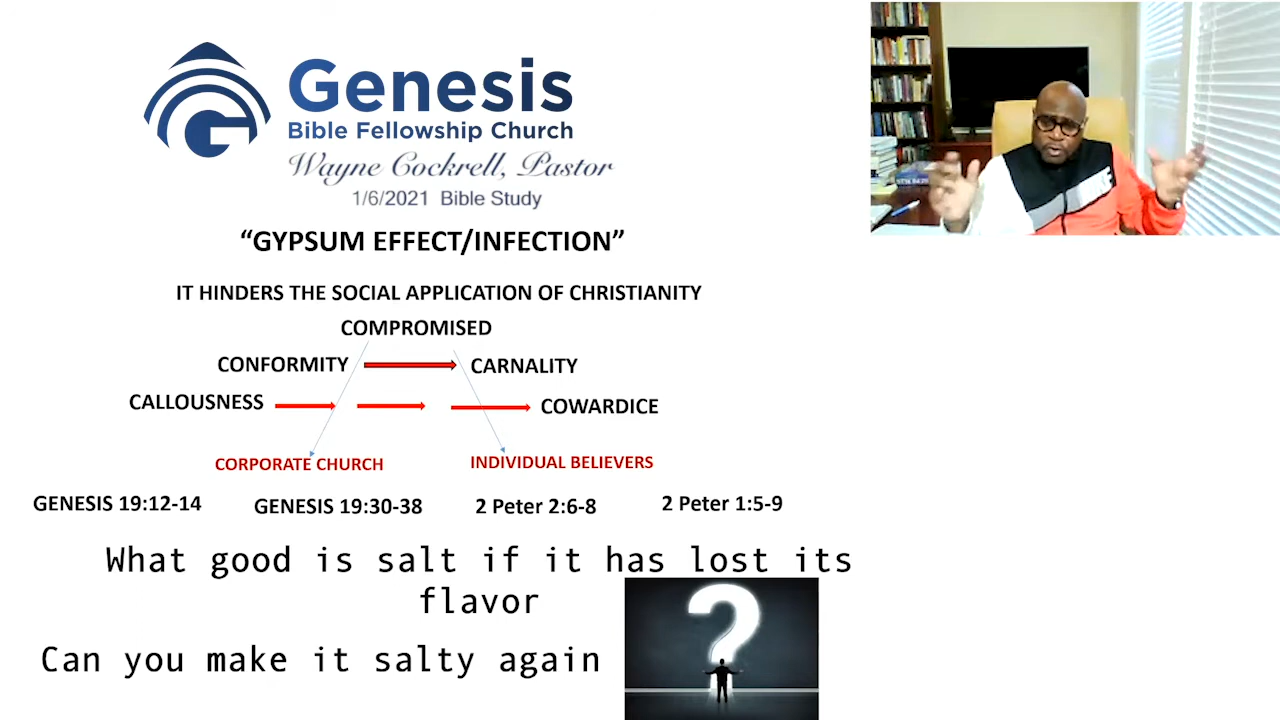 Genesis
Bible Fellowship Church
Wayne Cockrell, Pastor
1/6/2021 Bible Study
“GYPSUM EFFECT/INFECTION”
IT HINDERS THE SOCIAL APPLICATION OF CHRISTIANITY
COMPROMISED
CONFORMITY CARNALITY
CALLOUSNESS COWARDICE
CORPORATE CHURCH INDIVIDUAL BELIEVERS
GENESIS 19:12-14 GENESIS 19:30-38 2 Peter 2:6-8 2 Peter 1:5-9
What good is salt if it has lost its
flavor
Can you make it salty again
?